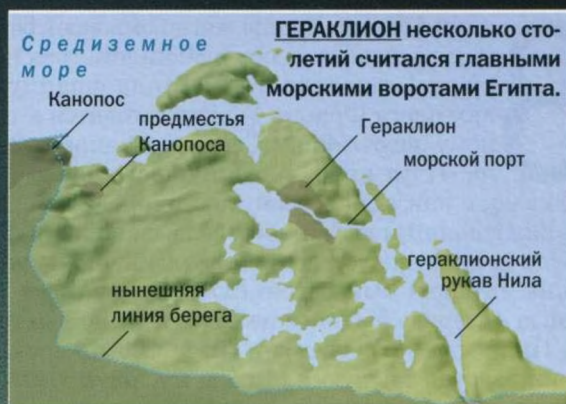 ГЕРАКЛИОН несколько сто-
летий считался главными
морскими воротами Египта.
Средиземное
море
Канопос
предместья
Канопоса
Гераклион
морской порт
гераклионский
рукав Нила
нынешняя
линия берега